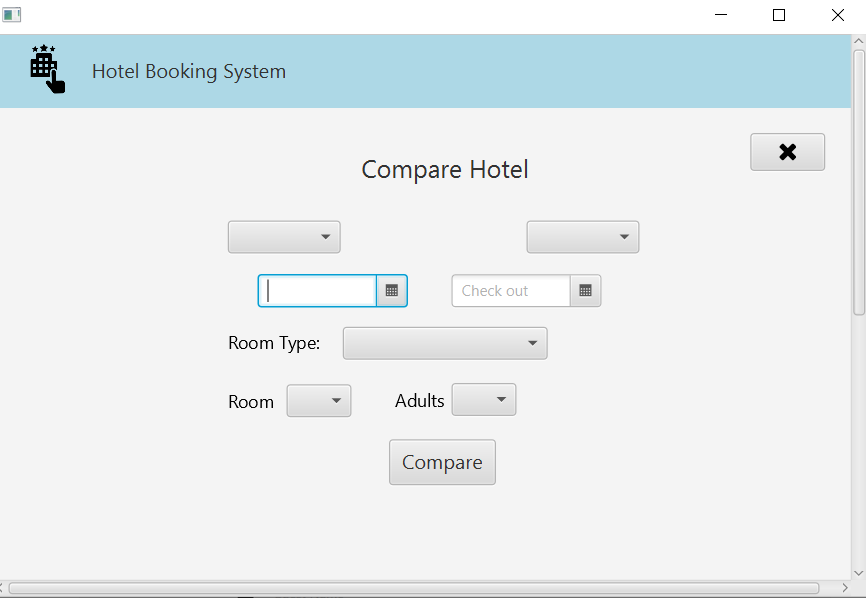 Hotel Booking System
Compare Hotel
Check out
Room Type:
Room Adults
Compare